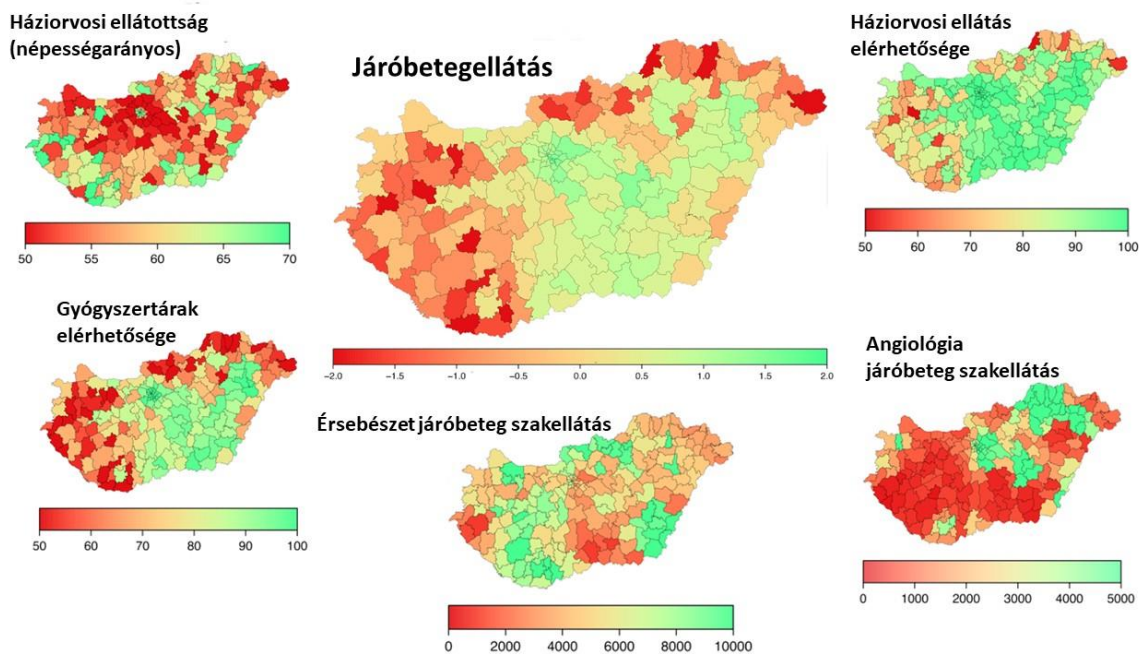 Háziorvosi ellátottság
(népességarányos)
50 55 60 65 70
Járóbetegellátás
-2.0 -1.5 -1.0 -0.5 0.0 0.5 1.0 1.5 2.0
Háziorvosi ellátás
elérhetősége
50 60 70 80 90 100
Gyógyszertárak
elérhetősége
50 60 70 80 90 100
Érsebészet járóbeteg szakellátás
0 2000 4000 6000 8000 10000
Angiológia
járóbeteg szakellátás
0 1000 2000 3000 4000 5000